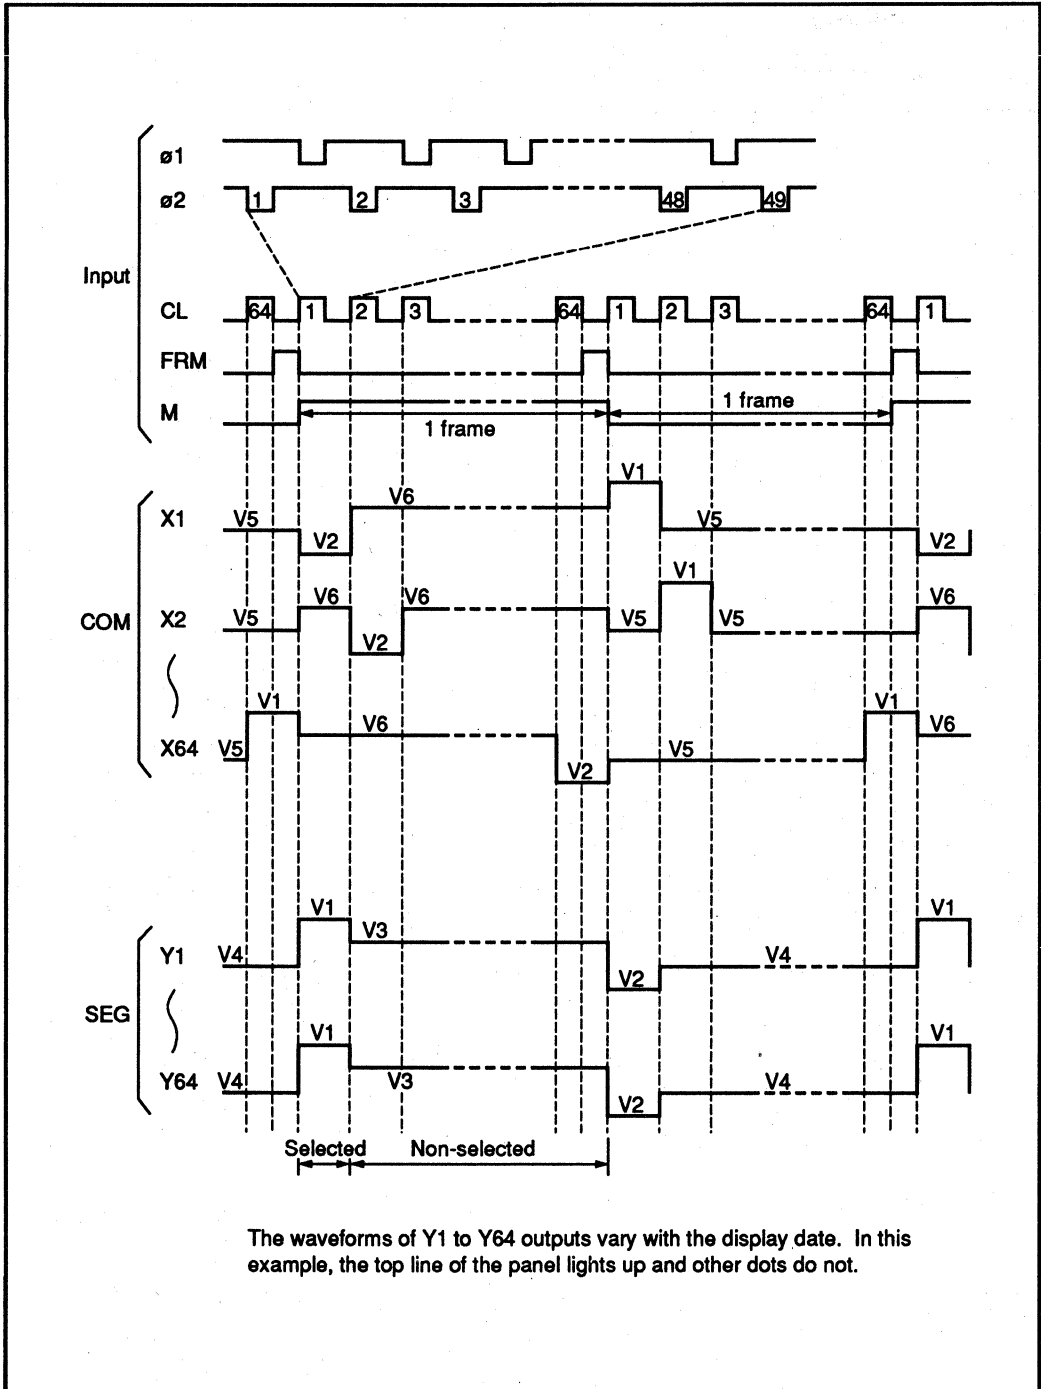 ø1
ø2 1 2 3 48 49
Input
CL 64 1 2 3 64 1 2 3 64 1
FRM
M 1 frame 1 frame
X1 V5 V2 V6 V1 V5 V2
COM
X2 V5 V6 V2 V6 V5 V1 V5 V6
X64 V5 V1 V6 V2 V5 V1 V6
Y1 V4 V1 V3 V2 V4 V1
SEG
Y64 V4 V1 V3 V2 V4 V1
Selected Non-selected
The waveforms of Y1 to Y64 outputs vary with the display date. In this
example, the top line of the panel lights up and other dots do not.